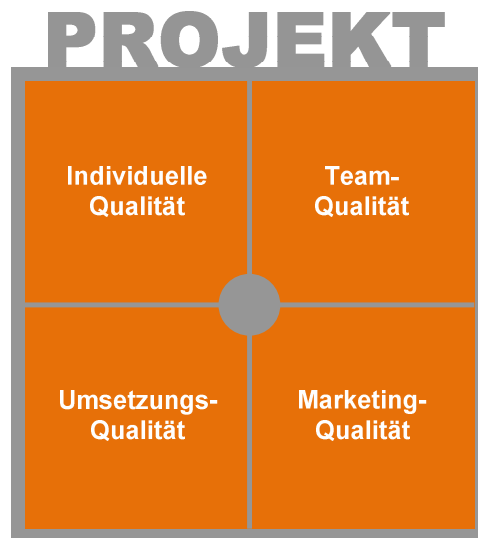 PROJEKT
Individuelle
Qualität
Team-
Qualität
Umsetzungs-
Qualität
Marketing-
Qualität